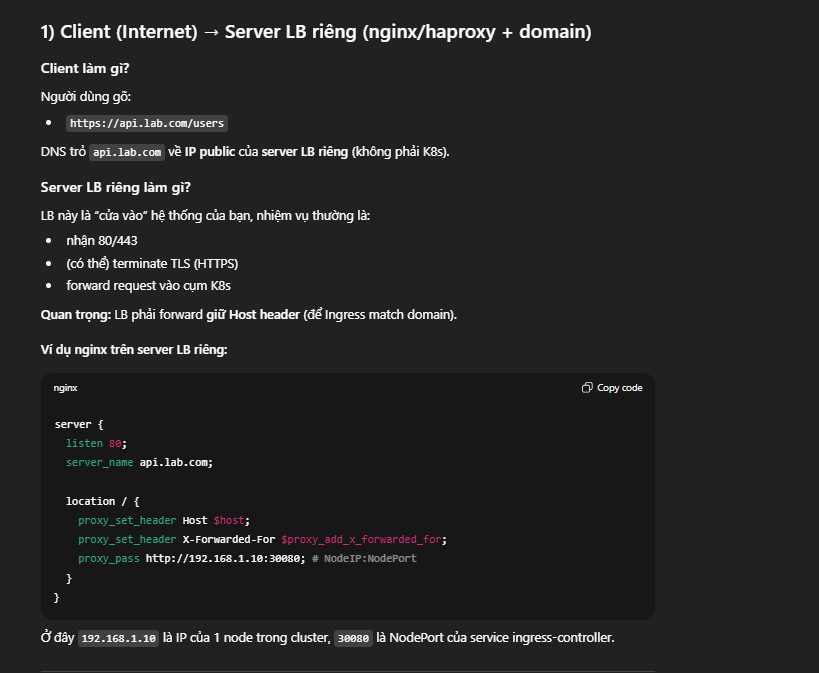 1) Client (Internet) → Server LB riêng (nginx/haproxy + domain)
Client làm gì?
Người dùng gõ:
• https://api.lab.com/users
DNS trỏ api.lab.com về IP public của server LB riêng (không phải K8s).
Server LB riêng làm gì?
LB này là “cửa vào” hệ thống của bạn, nhiệm vụ thường là:
• nhận 80/443
• (có thể) terminate TLS (HTTPS)
• forward request vào cụm K8s
Quan trọng: LB phải forward giữ Host header (để Ingress match domain).
Ví dụ nginx trên server LB riêng:
nginx Copy code
server {
  listen 80;
  server_name api.lab.com;

  location / {
    proxy_set_header Host $host;
    proxy_set_header X-Forwarded-For $proxy_add_x_forwarded_for;
    proxy_pass http://192.168.1.10:30080; # NodeIP:NodePort
  }
}
Ở đây 192.168.1.10 là IP của 1 node trong cluster, 30080 là NodePort của service ingress-controller.